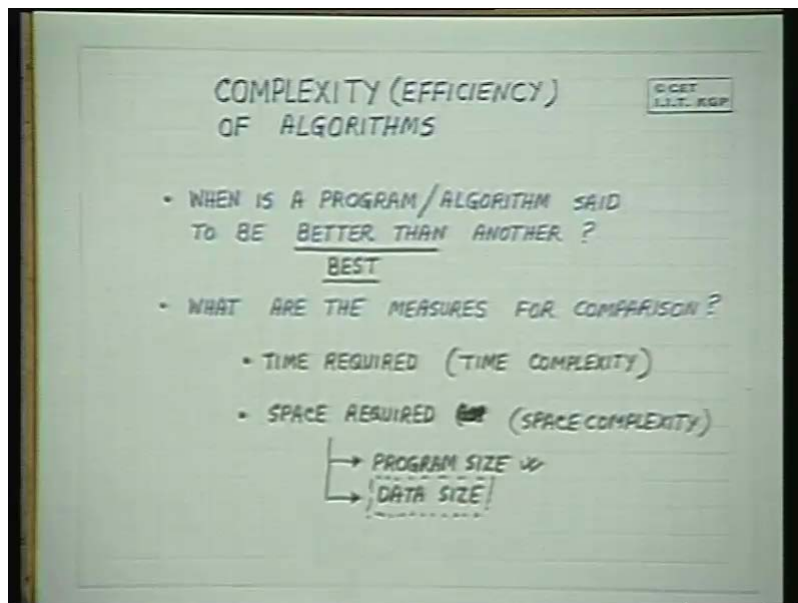 COMPLEXITY (EFFICIENCY)
OF ALGORITHMS
© CET
I.I.T. KGP
• WHEN IS A PROGRAM/ALGORITHM SAID
TO BE BETTER THAN ANOTHER ?
BEST
• WHAT ARE THE MEASURES FOR COMPARISON?
• TIME REQUIRED (TIME COMPLEXITY)
• SPACE REQUIRED (SPACE COMPLEXITY)
→ PROGRAM SIZE
→ DATA SIZE